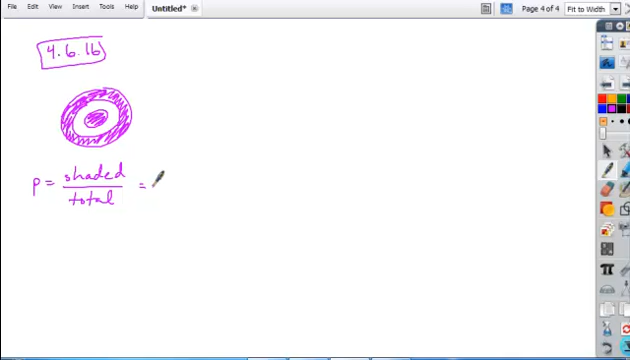 File Edit View Insert Tools Help Untitled* Page 4 of 4 Fit to Width
4.6.16
P = shaded / total =